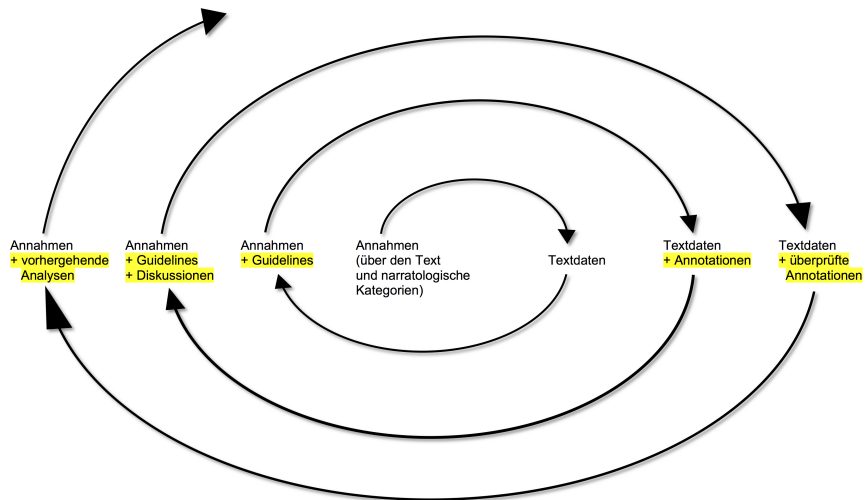 Annahmen
+ vorhergehende
Analysen
Annahmen
+ Guidelines
+ Diskussionen
Annahmen
+ Guidelines
Annahmen
(über den Text
und narratologische
Kategorien)
Textdaten
Textdaten
+ Annotationen
Textdaten
+ überprüfte
Annotationen